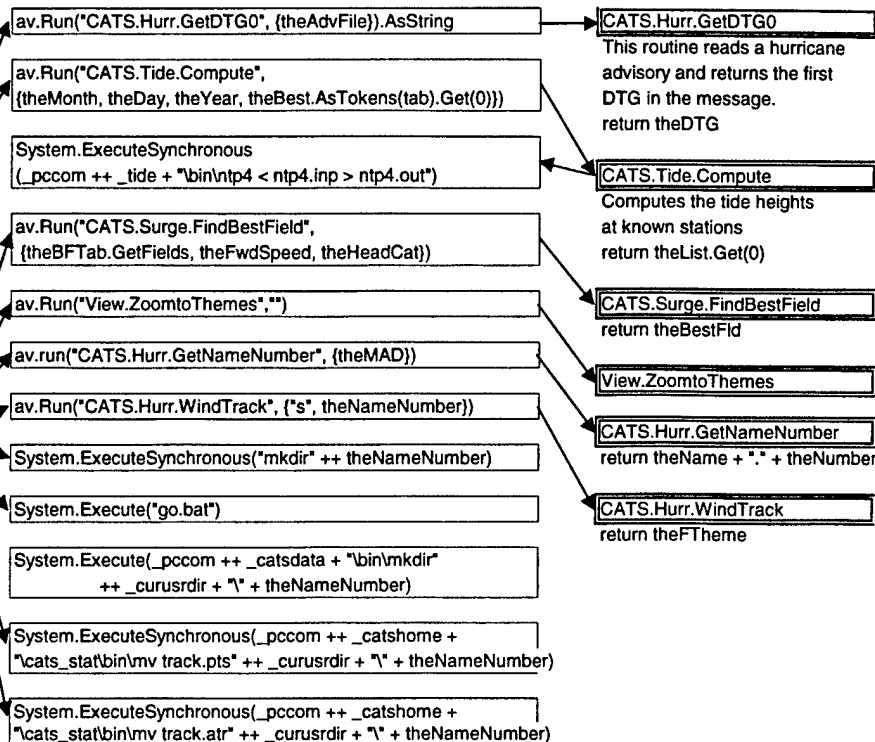 av.Run("CATS.Hurr.GetDTG0", {theAdvFile}).AsString
av.Run("CATS.Tide.Compute",
{theMonth, theDay, theYear, theBest.AsTokens(tab).Get(0)})
System.ExecuteSynchronous
(_pccom ++ _tide + "\bin\ntp4 < ntp4.inp > ntp4.out")
av.Run("CATS.Surge.FindBestField",
{theBFTab.GetFields, theFwdSpeed, theHeadCat})
av.Run("View.ZoomtoThemes","")
av.run("CATS.Hurr.GetNameNumber", {theMAD})
av.Run("CATS.Hurr.WindTrack", {"s", theNameNumber})
System.ExecuteSynchronous("mkdir" ++ theNameNumber)
System.Execute("go.bat")
System.Execute(_pccom ++ _catsdata + "\bin\mkdir"
++ _curusrdir + "\" + theNameNumber)
System.ExecuteSynchronous(_pccom ++ _catshome +
"\cats_stat\bin\mv track.pts" ++ _curusrdir + "\" + theNameNumber)
System.ExecuteSynchronous(_pccom ++ _catshome +
"\cats_stat\bin\mv track.atr" ++ _curusrdir + "\" + theNameNumber)
CATS.Hurr.GetDTG0
This routine reads a hurricane
advisory and returns the first
DTG in the message.
return theDTG
CATS.Tide.Compute
Computes the tide heights
at known stations
return theList.Get(0)
CATS.Surge.FindBestField
return theBestFld
View.ZoomtoThemes
CATS.Hurr.GetNameNumber
return theName + "." + theNumber
CATS.Hurr.WindTrack
return theFTheme